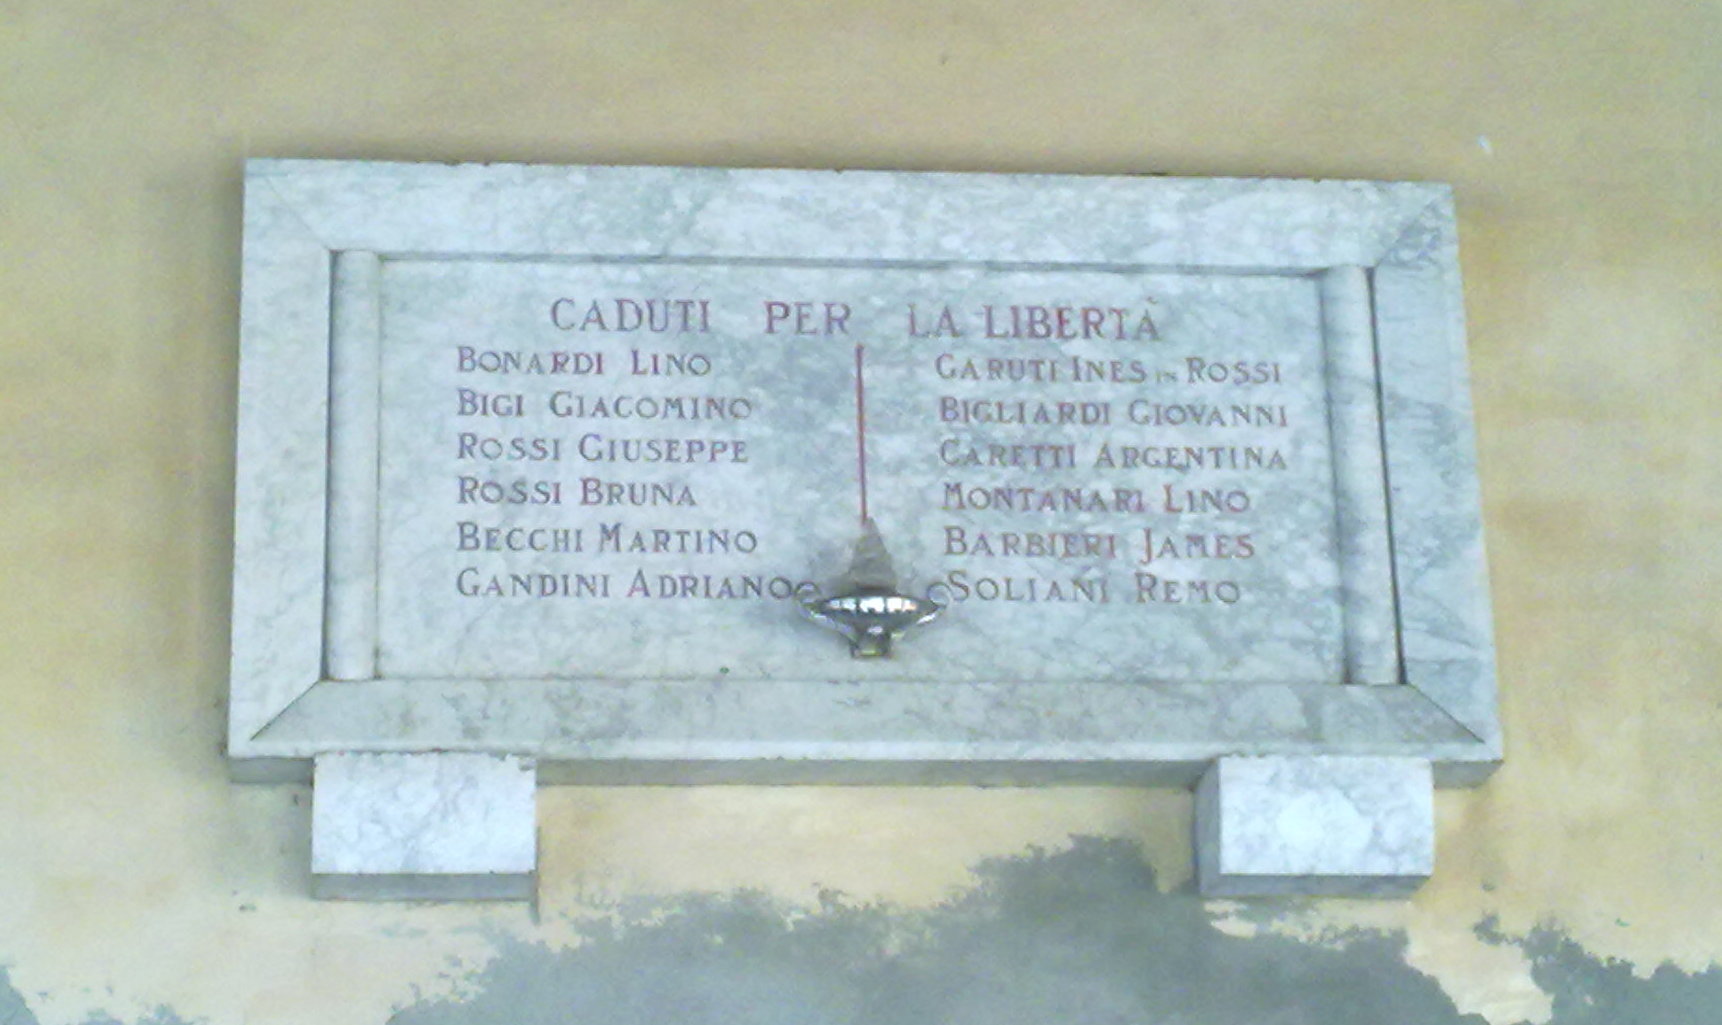 CADUTI PER LA LIBERTÀ
BONARDI LINO
BIGI GIACOMINO
ROSSI GIUSEPPE
ROSSI BRUNA
BECCHI MARTINO
GANDINI ADRIANO
CARUTI INES IN ROSSI
BIGLIARDI GIOVANNI
CARETTI ARGENTINA
MONTANARI LINO
BARBIERI JAMES
SOLIANI REMO